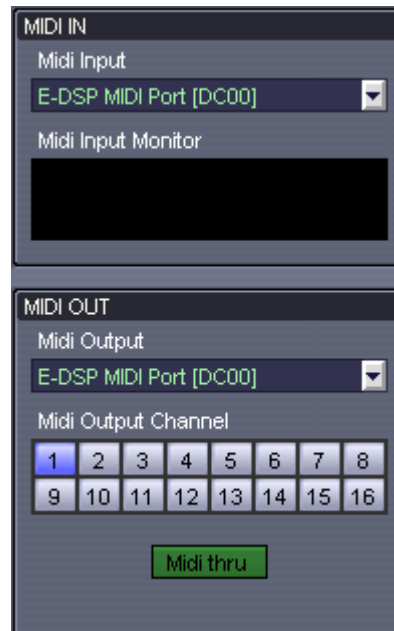 MIDI IN
Midi Input
E-DSP MIDI Port [DC00]
Midi Input Monitor
MIDI OUT
Midi Output
E-DSP MIDI Port [DC00]
Midi Output Channel
1 2 3 4 5 6 7 8
9 10 11 12 13 14 15 16
Midi thru